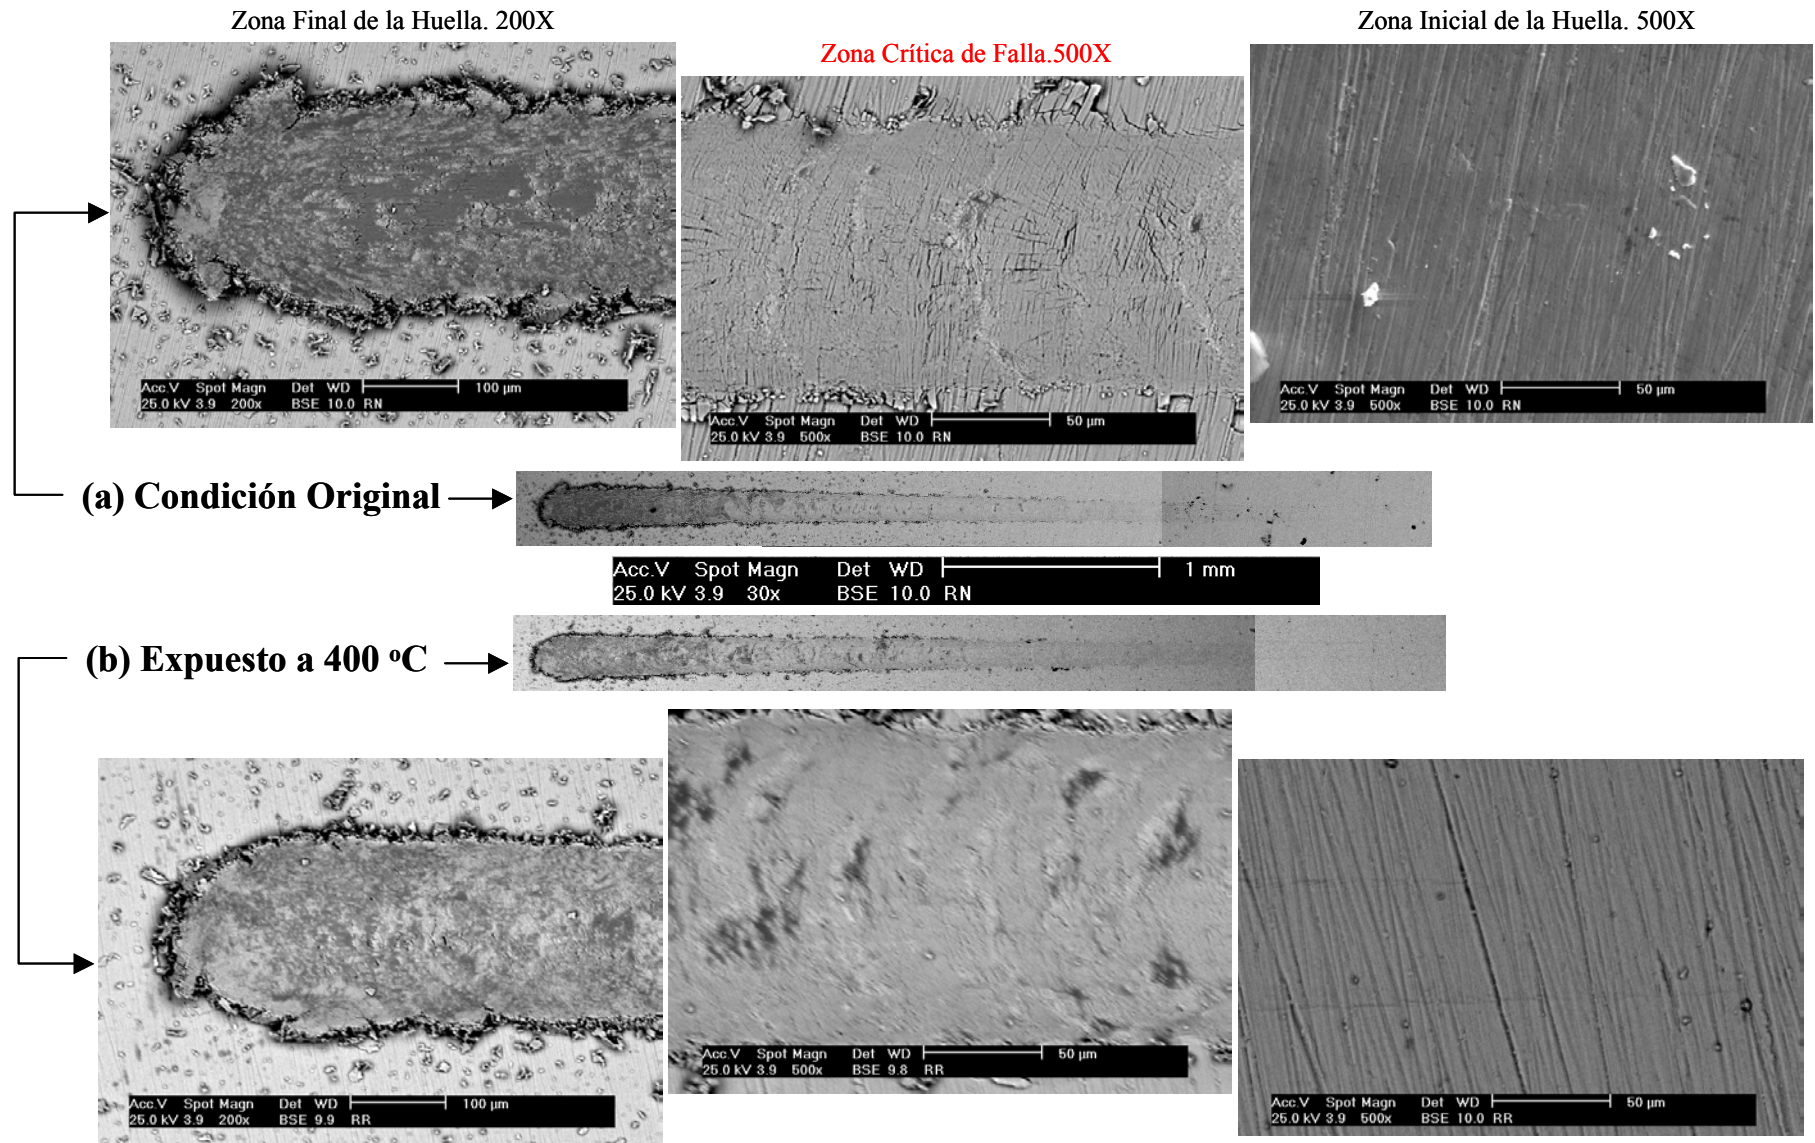 Zona Final de la Huella. 200X
Zona Crítica de Falla.500X
Zona Inicial de la Huella. 500X
Acc.V Spot Magn Det WD 100 µm
25.0 kV 3.9 200x BSE 10.0 RN
Acc.V Spot Magn Det WD 50 µm
25.0 kV 3.9 500x BSE 10.0 RN
Acc.V Spot Magn Det WD 50 µm
25.0 kV 3.9 500x BSE 10.0 RN
(a) Condición Original
Acc.V Spot Magn Det WD 1 mm
25.0 kV 3.9 30x BSE 10.0 RN
(b) Expuesto a 400 ºC
Acc.V Spot Magn Det WD 100 µm
25.0 kV 3.9 200x BSE 9.9 RR
Acc.V Spot Magn Det WD 50 µm
25.0 kV 3.9 500x BSE 9.8 RR
Acc.V Spot Magn Det WD 50 µm
25.0 kV 3.9 500x BSE 10.0 RR